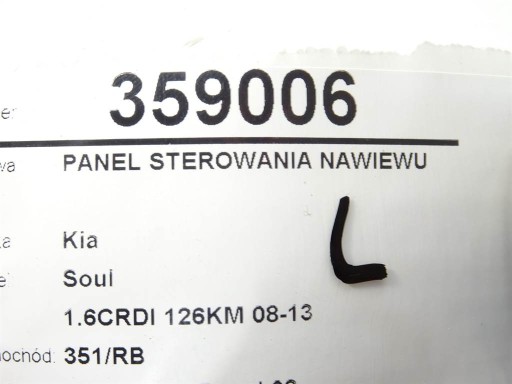 359006
PANEL STEROWANIA NAWIEWU
Kia
L
Soul
1.6CRDI 126KM 08-13
351/RB